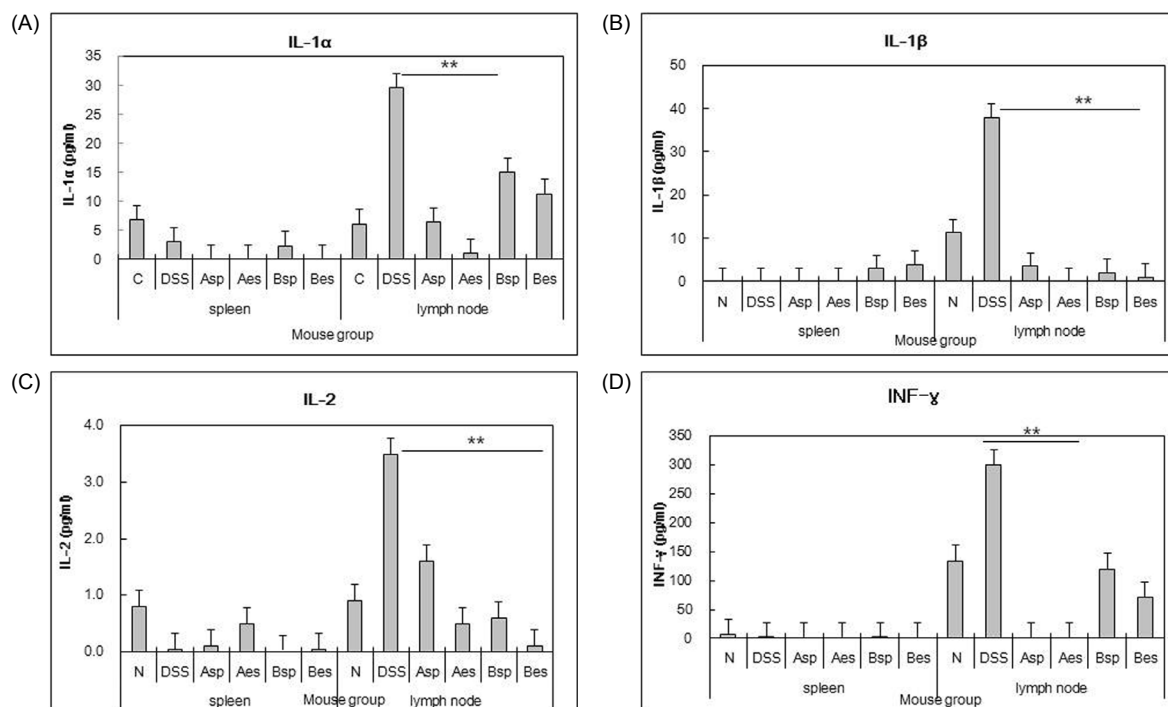 (A)
IL-1α
IL-1α (pg/ml)
35
30
25
20
15
10
5
0
**
C DSS Asp Aes Bsp Bes C DSS Asp Aes Bsp Bes
spleen lymph node
Mouse group
(B)
IL-1β
IL-1β (pg/ml)
50
40
30
20
10
0
**
N DSS Asp Aes Bsp Bes N DSS Asp Aes Bsp Bes
spleen Mouse group lymph node
(C)
IL-2
IL-2 (pg/ml)
4.0
3.0
2.0
1.0
0.0
**
N DSS Asp Aes Bsp Bes N DSS Asp Aes Bsp Bes
spleen Mouse group lymph node
(D)
INF-ɣ
INF-ɣ (pg/ml)
350
300
250
200
150
100
50
0
**
N DSS Asp Aes Bsp Bes N DSS Asp Aes Bsp Bes
spleen Mouse group lymph node